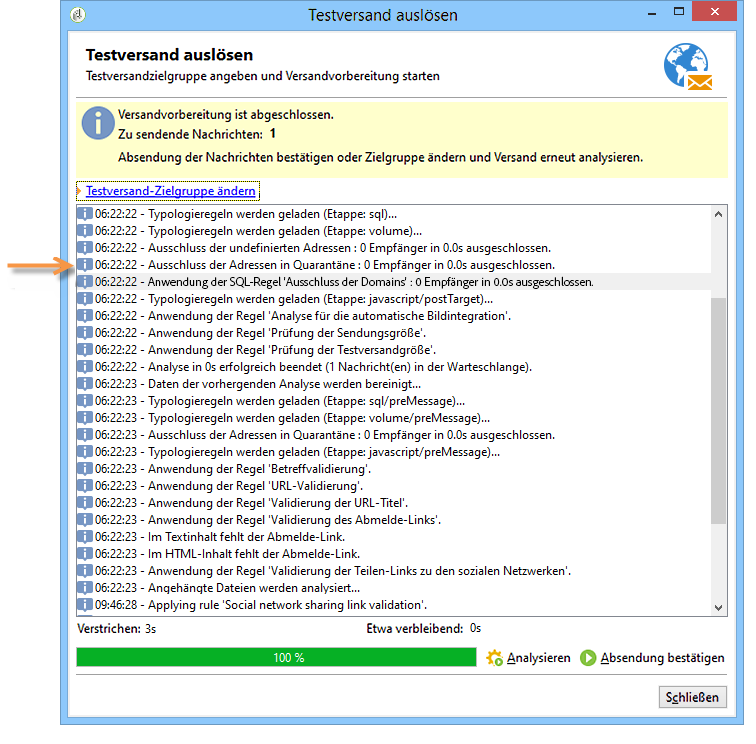 Testversand auslösen
Testversand auslösen
Testversandzielgruppe angeben und Versandvorbereitung starten
Versandvorbereitung ist abgeschlossen.
Zu sendende Nachrichten: 1
Absendung der Nachrichten bestätigen oder Zielgruppe ändern und Versand erneut analysieren.
Testversand-Zielgruppe ändern
06:22:22 - Typologieregeln werden geladen (Etappe: sql)...
06:22:22 - Typologieregeln werden geladen (Etappe: volume)...
06:22:22 - Ausschluss der undefinierten Adressen : 0 Empfänger in 0.0s ausgeschlossen.
06:22:22 - Ausschluss der Adressen in Quarantäne : 0 Empfänger in 0.0s ausgeschlossen.
06:22:22 - Anwendung der SQL-Regel 'Ausschluss der Domains' : 0 Empfänger in 0.0s ausgeschlossen.
06:22:22 - Typologieregeln werden geladen (Etappe: javascript/postTarget)...
06:22:22 - Anwendung der Regel 'Analyse für die automatische Bildintegration'.
06:22:22 - Anwendung der Regel 'Prüfung der Sendungsgröße'.
06:22:22 - Anwendung der Regel 'Prüfung der Testversandgröße'.
06:22:22 - Analyse in 0s erfolgreich beendet (1 Nachricht(en) in der Warteschlange).
06:22:23 - Daten der vorhergenden Analyse werden bereinigt...
06:22:23 - Typologieregeln werden geladen (Etappe: sql/preMessage)...
06:22:23 - Typologieregeln werden geladen (Etappe: volume/preMessage)...
06:22:23 - Ausschluss der Adressen in Quarantäne : 0 Empfänger in 0.0s ausgeschlossen.
06:22:23 - Typologieregeln werden geladen (Etappe: javascript/preMessage)...
06:22:23 - Anwendung der Regel 'Betreffvalidierung'.
06:22:23 - Anwendung der Regel 'URL-Validierung'.
06:22:23 - Anwendung der Regel 'Validierung der URL-Titel'.
06:22:23 - Anwendung der Regel 'Validierung des Abmelde-Links'.
06:22:23 - Im Textinhalt fehlt der Abmelde-Link.
06:22:23 - Im HTML-Inhalt fehlt der Abmelde-Link.
06:22:23 - Anwendung der Regel 'Validierung der Teilen-Links zu den sozialen Netzwerken'.
06:22:23 - Angehängte Dateien werden analysiert...
09:46:28 - Applying rule 'Social network sharing link validation'.
Verstrichen: 3s Etwa verbleibend: 0s
100 % Analysieren Absendung bestätigen
Schließen